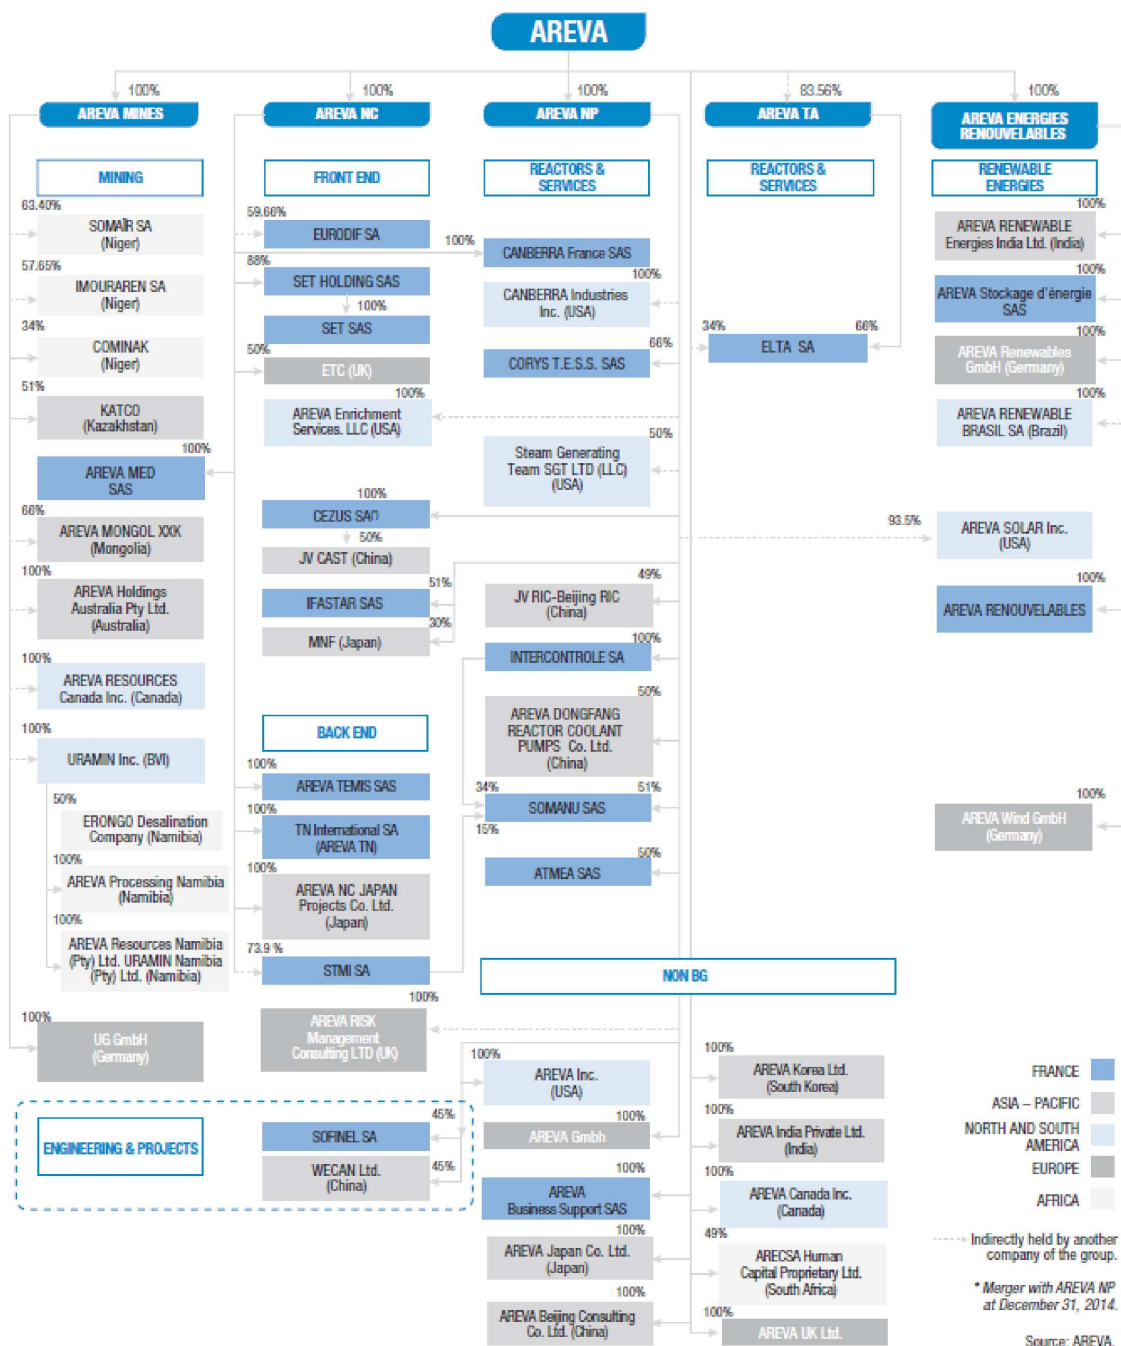 AREVA
100%
100%
100%
83.56%
100%
AREVA MINES
AREVA NC
AREVA NP
AREVA TA
AREVA ENERGIES
RENOUVELABLES
MINING
63.40%
SOMAÏR SA
(Niger)
57.65%
IMOURAREN SA
(Niger)
34%
COMINAK
(Niger)
51%
KATCO
(Kazakhstan)
100%
AREVA MED
SAS
66%
AREVA MONGOL XXK
(Mongolia)
100%
AREVA Holdings
Australia Pty Ltd.
(Australia)
100%
AREVA RESOURCES
Canada Inc. (Canada)
100%
URAMIN Inc. (BVI)
50%
ERONGO Desalination
Company (Namibia)
100%
AREVA Processing Namibia
(Namibia)
100%
AREVA Resources Namibia
(Pty) Ltd. URAMIN Namibia
(Pty) Ltd. (Namibia)
100%
UG GmbH
(Germany)
ENGINEERING & PROJECTS
FRONT END
59.66%
EURODIF SA
88%
SET HOLDING SAS
100%
SET SAS
50%
ETC (UK)
100%
AREVA Enrichment
Services. LLC (USA)
100%
CEZUS SA
50%
JV CAST (China)
51%
IFASTAR SAS
30%
MNF (Japan)
BACK END
100%
AREVA TEMIS SAS
100%
TN International SA
(AREVA TN)
100%
AREVA NC JAPAN
Projects Co. Ltd.
(Japan)
73.9 %
STMI SA
100%
AREVA RISK
Management
Consulting LTD (UK)
45%
SOFINEL SA
WECAN Ltd.
(China)
45%
REACTORS &
SERVICES
100%
CANBERRA France SAS
100%
CANBERRA Industries
Inc. (USA)
66%
CORYS T.E.S.S. SAS
50%
Steam Generating
Team SGT LTD (LLC)
(USA)
49%
JV RIC-Beijing RIC
(China)
100%
INTERCONTROLE SA
50%
AREVA DONGFANG
REACTOR COOLANT
PUMPS Co. Ltd.
(China)
34%
51%
SOMANU SAS
15%
50%
ATMEA SAS
NON BG
100%
AREVA Inc.
(USA)
100%
AREVA Gmbh
100%
AREVA
Business Support SAS
100%
AREVA Japan Co. Ltd.
(Japan)
100%
AREVA Beijing Consulting
Co. Ltd. (China)
100%
AREVA Korea Ltd.
(South Korea)
100%
AREVA India Private Ltd.
(India)
100%
AREVA Canada Inc.
(Canada)
49%
ARECSA Human
Capital Proprietary Ltd.
(South Africa)
100%
AREVA UK Ltd.
REACTORS &
SERVICES
34%
66%
ELTA SA
RENEWABLE
ENERGIES
100%
AREVA RENEWABLE
Energies India Ltd. (India)
100%
AREVA Stockage d'énergie
SAS
100%
AREVA Renewables
GmbH (Germany)
100%
AREVA RENEWABLE
BRASIL SA (Brazil)
93.5%
AREVA SOLAR Inc.
(USA)
100%
AREVA RENOUVELABLES
100%
AREVA Wind GmbH
(Germany)
FRANCE
ASIA – PACIFIC
NORTH AND SOUTH
AMERICA
EUROPE
AFRICA
Indirectly held by another
company of the group.
* Merger with AREVA NP
at December 31, 2014.
Source: AREVA.